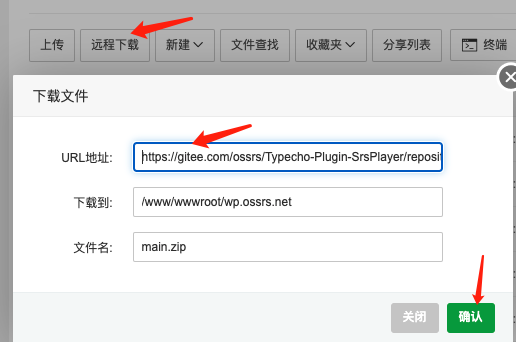 上传 远程下载 新建 文件查找 收藏夹 分享列表 终端
下载文件
URL地址: https://gitee.com/ossrs/Typecho-Plugin-SrsPlayer/reposit
下载到: /www/wwwroot/wp.ossrs.net
文件名: main.zip
关闭 确认